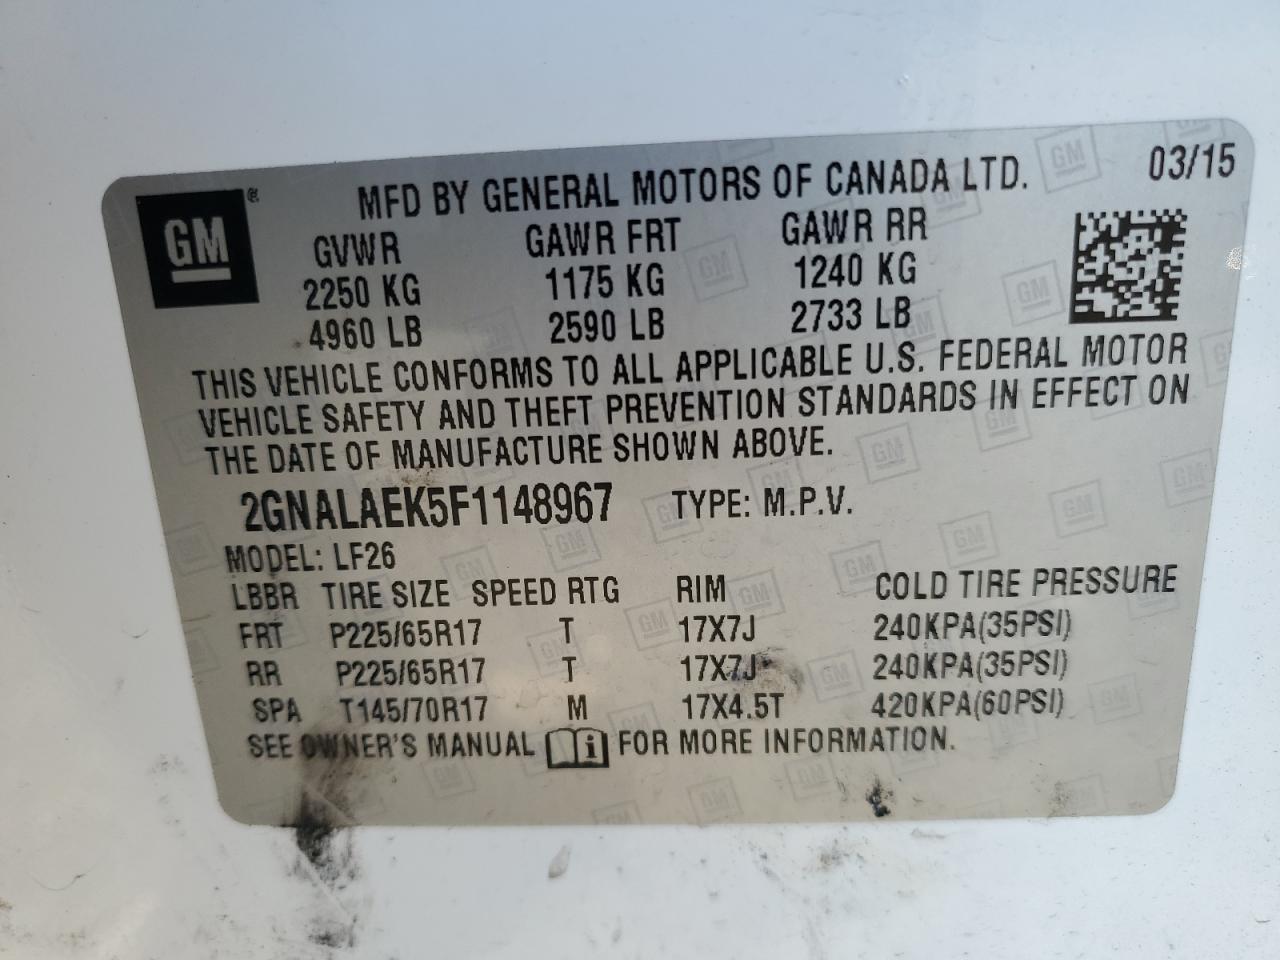 GM®
MFD BY GENERAL MOTORS OF CANADA LTD. 03/15
GVWR GAWR FRT GAWR RR
2250 KG 1175 KG 1240 KG
4960 LB 2590 LB 2733 LB
THIS VEHICLE CONFORMS TO ALL APPLICABLE U.S. FEDERAL MOTOR
VEHICLE SAFETY AND THEFT PREVENTION STANDARDS IN EFFECT ON
THE DATE OF MANUFACTURE SHOWN ABOVE.
2GNALAEK5F1148967 TYPE: M.P.V.
MODEL: LF26
LBBR TIRE SIZE SPEED RTG RIM COLD TIRE PRESSURE
FRT P225/65R17 T 17X7J 240KPA(35PSI)
RR P225/65R17 T 17X7J 240KPA(35PSI)
SPA T145/70R17 M 17X4.5T 420KPA(60PSI)
SEE OWNER'S MANUAL i FOR MORE INFORMATION.